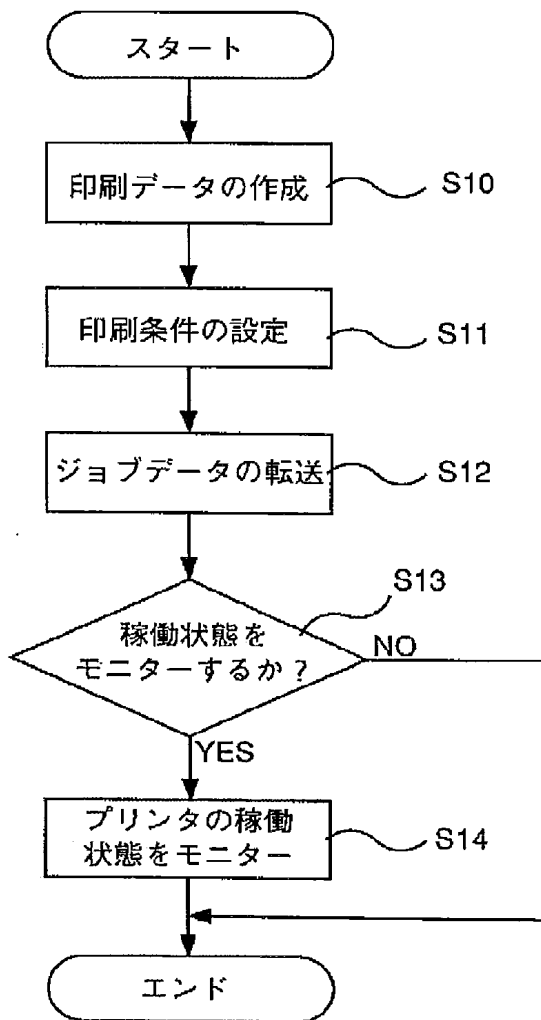 スタート
印刷データの作成
S10
印刷条件の設定
S11
ジョブデータの転送
S12
S13
稼働状態を
モニターするか？
NO
YES
プリンタの稼働
状態をモニター
S14
エンド